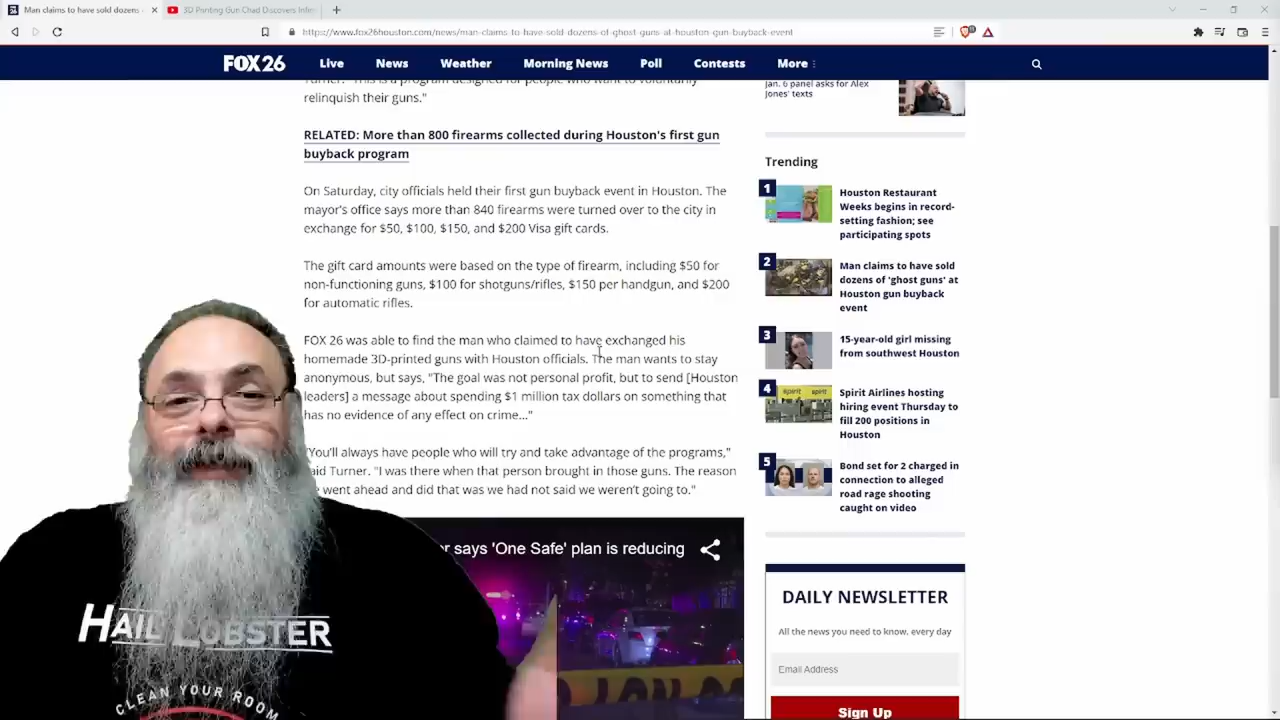 Man claims to have sold dozens
3D Printing Gun Chad Discovers Infin
https://www.fox26houston.com/news/man-claims-to-have-sold-dozens-of-ghost-guns-at-houston-gun-buyback-event
FOX 26 Live News Weather Morning News Poll Contests More
Turner. "This is a program designed for people who want to voluntarily
relinquish their guns."
RELATED: More than 800 firearms collected during Houston's first gun
buyback program
On Saturday, city officials held their first gun buyback event in Houston. The
mayor's office says more than 840 firearms were turned over to the city in
exchange for $50, $100, $150, and $200 Visa gift cards.
The gift card amounts were based on the type of firearm, including $50 for
non-functioning guns, $100 for shotguns/rifles, $150 per handgun, and $200
for automatic rifles.
FOX 26 was able to find the man who claimed to have exchanged his
homemade 3D-printed guns with Houston officials. The man wants to stay
anonymous, but says, "The goal was not personal profit, but to send [Houston
leaders] a message about spending $1 million tax dollars on something that
has no evidence of any effect on crime..."
"You'll always have people who will try and take advantage of the programs,"
said Turner. "I was there when that person brought in those guns. The reason
went ahead and did that was we had not said we weren't going to."
says 'One Safe' plan is reducing
Jan. 6 panel asks for Alex
Jones' texts
Trending
1
Houston Restaurant
Weeks begins in record-
setting fashion; see
participating spots
2
Man claims to have sold
dozens of 'ghost guns' at
Houston gun buyback
event
3
15-year-old girl missing
from southwest Houston
4
Spirit Airlines hosting
hiring event Thursday to
fill 200 positions in
Houston
5
Bond set for 2 charged in
connection to alleged
road rage shooting
caught on video
DAILY NEWSLETTER
All the news you need to know, every day
Email Address
Sign Up
HAIL LOBSTER
CLEAN YOUR ROOM